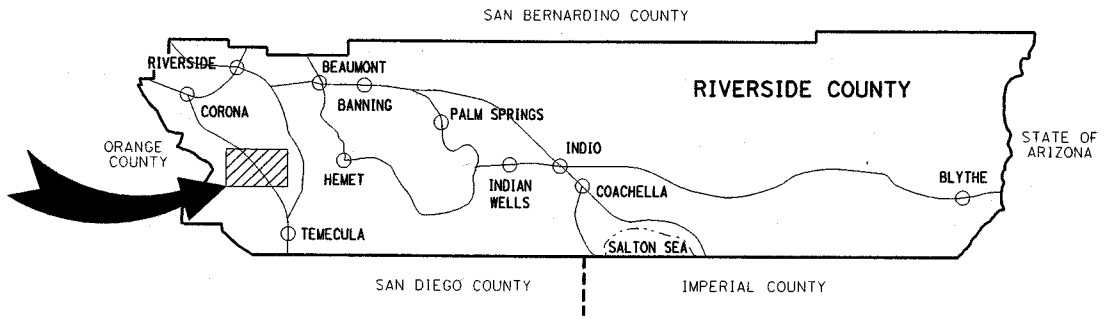 SAN BERNARDINO COUNTY
RIVERSIDE
BEAUMONT
RIVERSIDE COUNTY
CORONA
BANNING
PALM SPRINGS
ORANGE
COUNTY
STATE OF
ARIZONA
INDIO
HEMET
INDIAN
WELLS
COACHELLA
BLYTHE
TEMECULA
SALTON SEA
SAN DIEGO COUNTY
IMPERIAL COUNTY